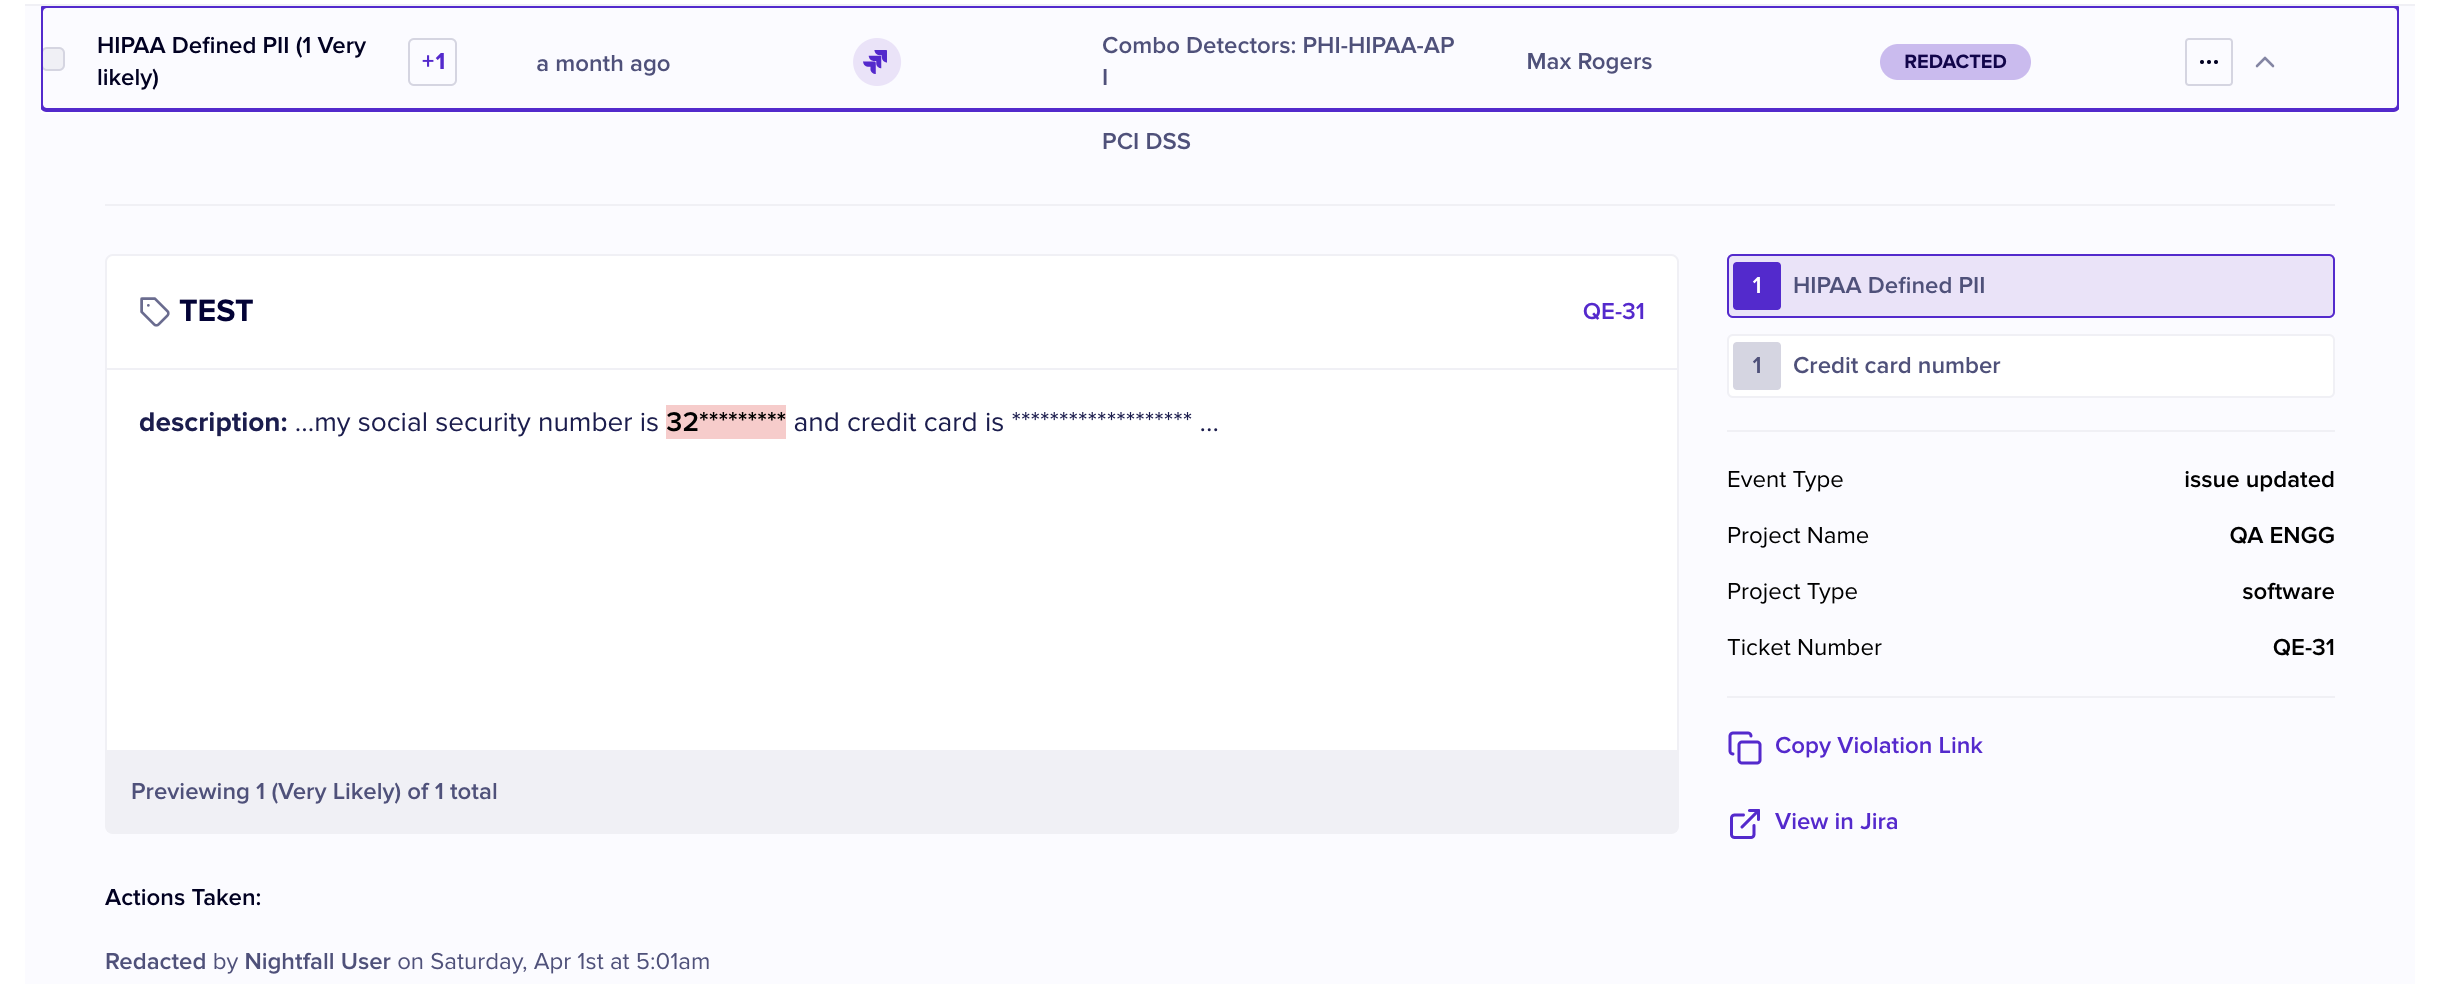 HIPAA Defined PII (1 Very
likely)
+1
a month ago
Combo Detectors: PHI-HIPAA-AP
I
Max Rogers
REDACTED
...
PCI DSS
TEST
QE-31
description: ...my social security number is 32********* and credit card is ******************* ...
Previewing 1 (Very Likely) of 1 total
1 HIPAA Defined PII
1 Credit card number
Event Type issue updated
Project Name QA ENGG
Project Type software
Ticket Number QE-31
Copy Violation Link
View in Jira
Actions Taken:
Redacted by Nightfall User on Saturday, Apr 1st at 5:01am